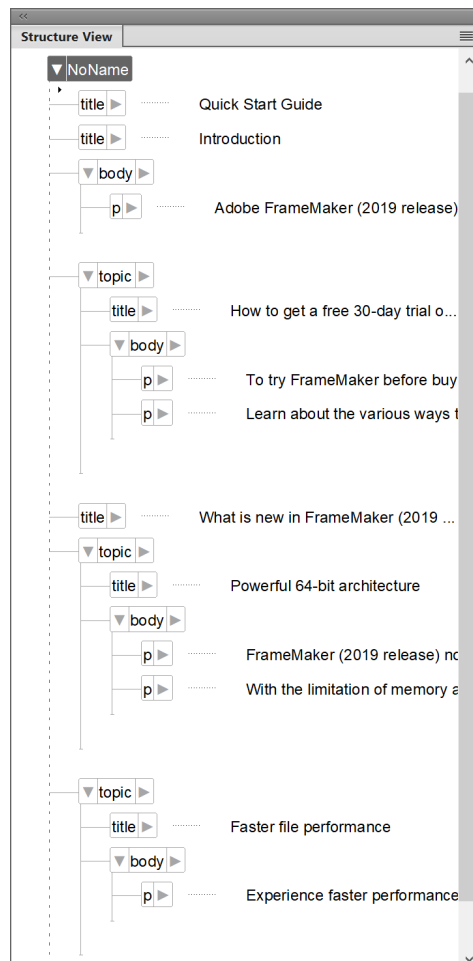 Structure View
NoName
title Quick Start Guide
title Introduction
body
p Adobe FrameMaker (2019 release)
topic
title How to get a free 30-day trial o...
body
p To try FrameMaker before buy
p Learn about the various ways t
title What is new in FrameMaker (2019 ...
topic
title Powerful 64-bit architecture
body
p FrameMaker (2019 release) no
p With the limitation of memory a
topic
title Faster file performance
body
p Experience faster performance